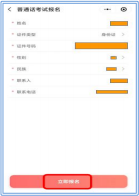 普通话考试报名
* 姓名
* 证件类型 身份证
* 证件号码
* 性别
* 民族
* 联系人
* 联系电话
立即报名